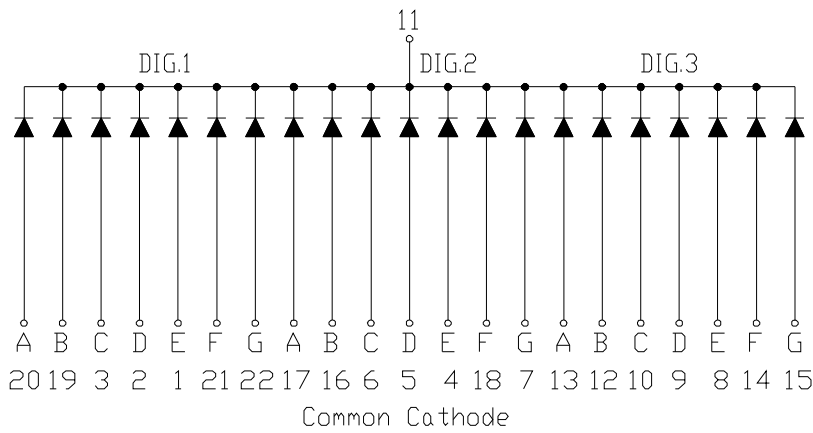 11
DIG.1 DIG.2 DIG.3
A B C D E F G A B C D E F G A B C D E F G
20 19 3 2 1 21 22 17 16 6 5 4 18 7 13 12 10 9 8 14 15
Common Cathode